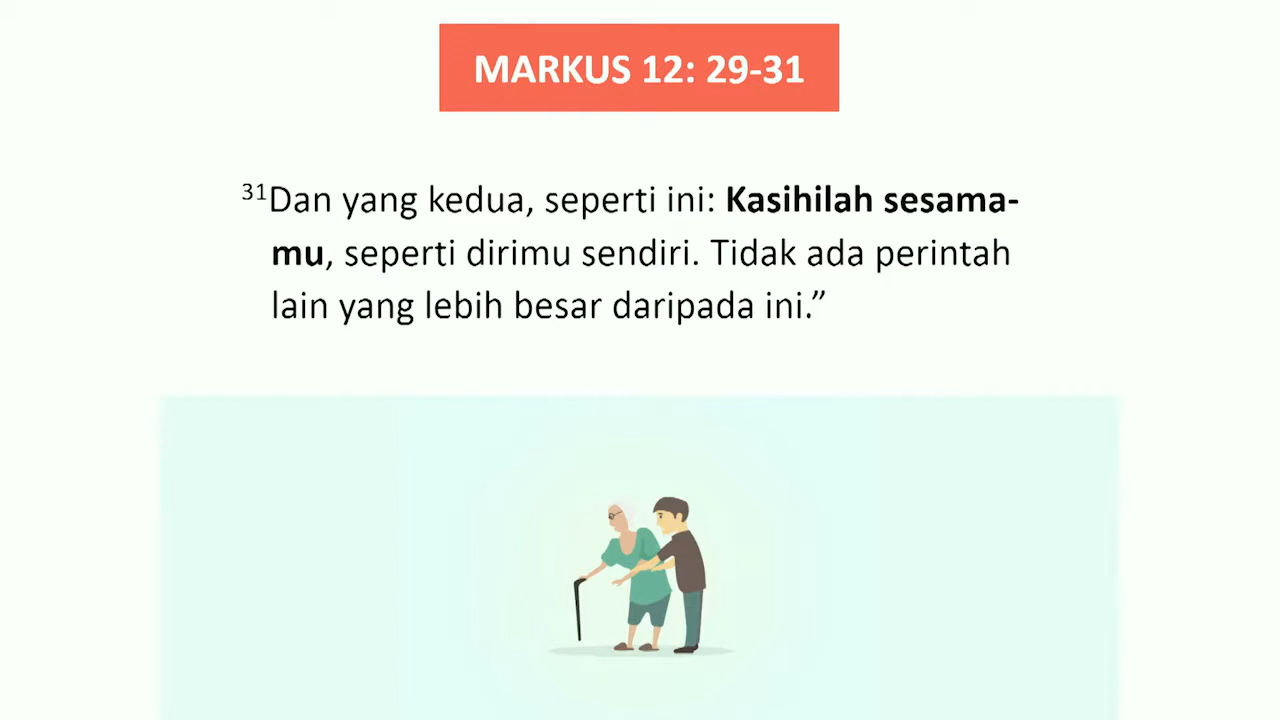 MARKUS 12: 29-31
31Dan yang kedua, seperti ini: Kasihilah sesama-
mu, seperti dirimu sendiri. Tidak ada perintah
lain yang lebih besar daripada ini.”